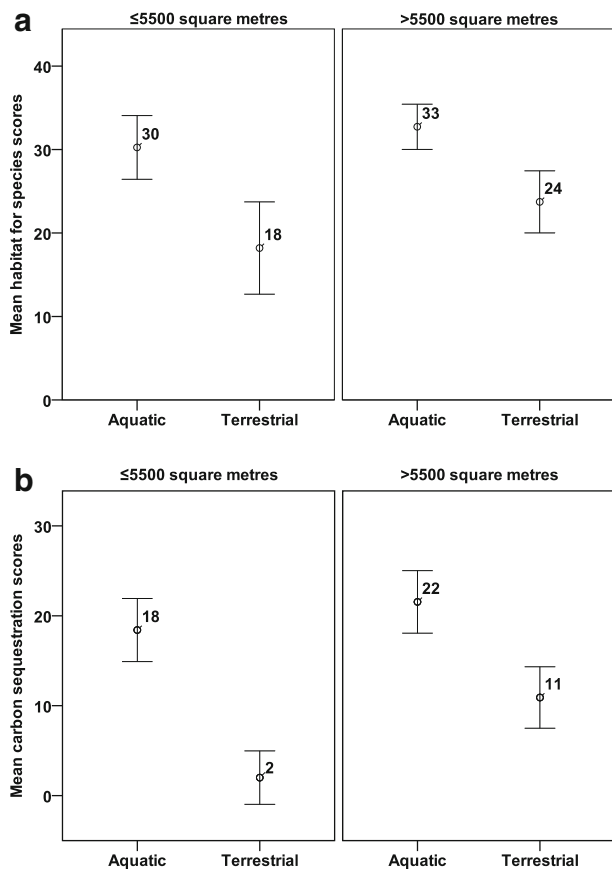 a
≤5500 square metres
>5500 square metres
Mean habitat for species scores
40
30
20
10
0
30
18
33
24
Aquatic
Terrestrial
Aquatic
Terrestrial
b
≤5500 square metres
>5500 square metres
Mean carbon sequestration scores
30
20
10
0
18
2
22
11
Aquatic
Terrestrial
Aquatic
Terrestrial